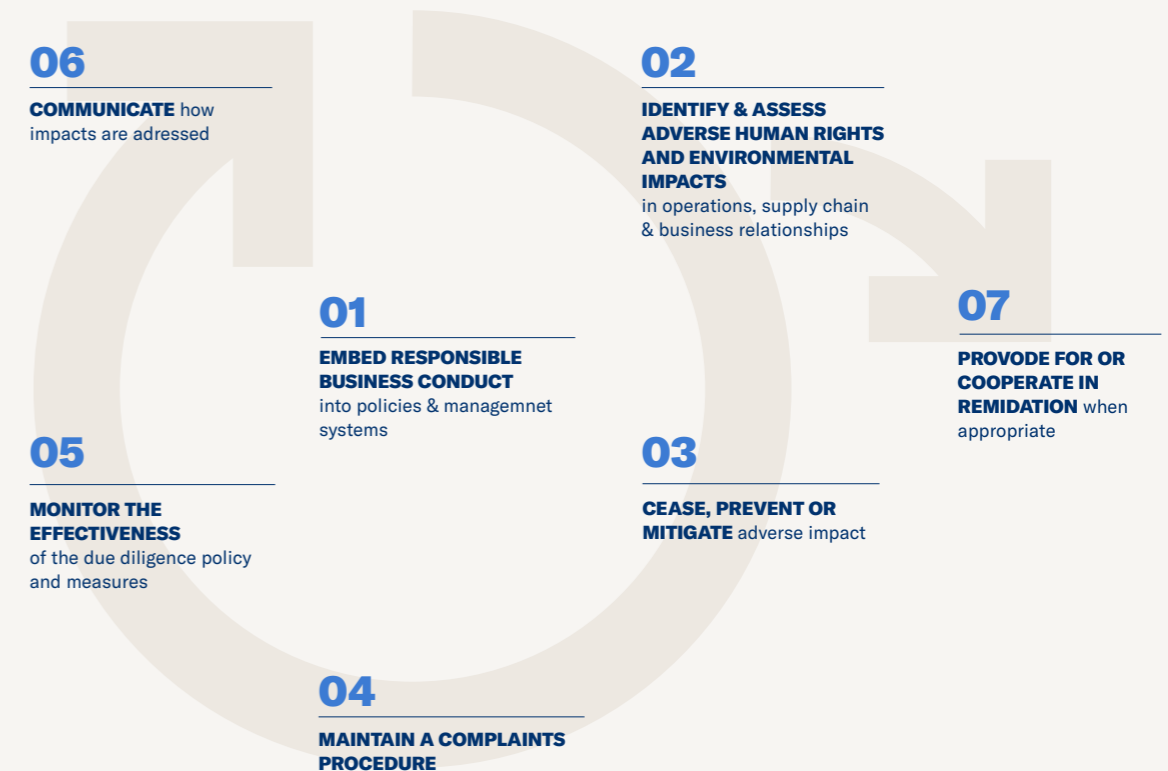 06
COMMUNICATE how
impacts are adressed
02
IDENTIFY & ASSESS
ADVERSE HUMAN RIGHTS
AND ENVIRONMENTAL
IMPACTS
in operations, supply chain
& business relationships
01
EMBED RESPONSIBLE
BUSINESS CONDUCT
into policies & managemnet
systems
07
PROVODE FOR OR
COOPERATE IN
REMIDATION when
appropriate
05
MONITOR THE
EFFECTIVENESS
of the due diligence policy
and measures
03
CEASE, PREVENT OR
MITIGATE adverse impact
04
MAINTAIN A COMPLAINTS
PROCEDURE